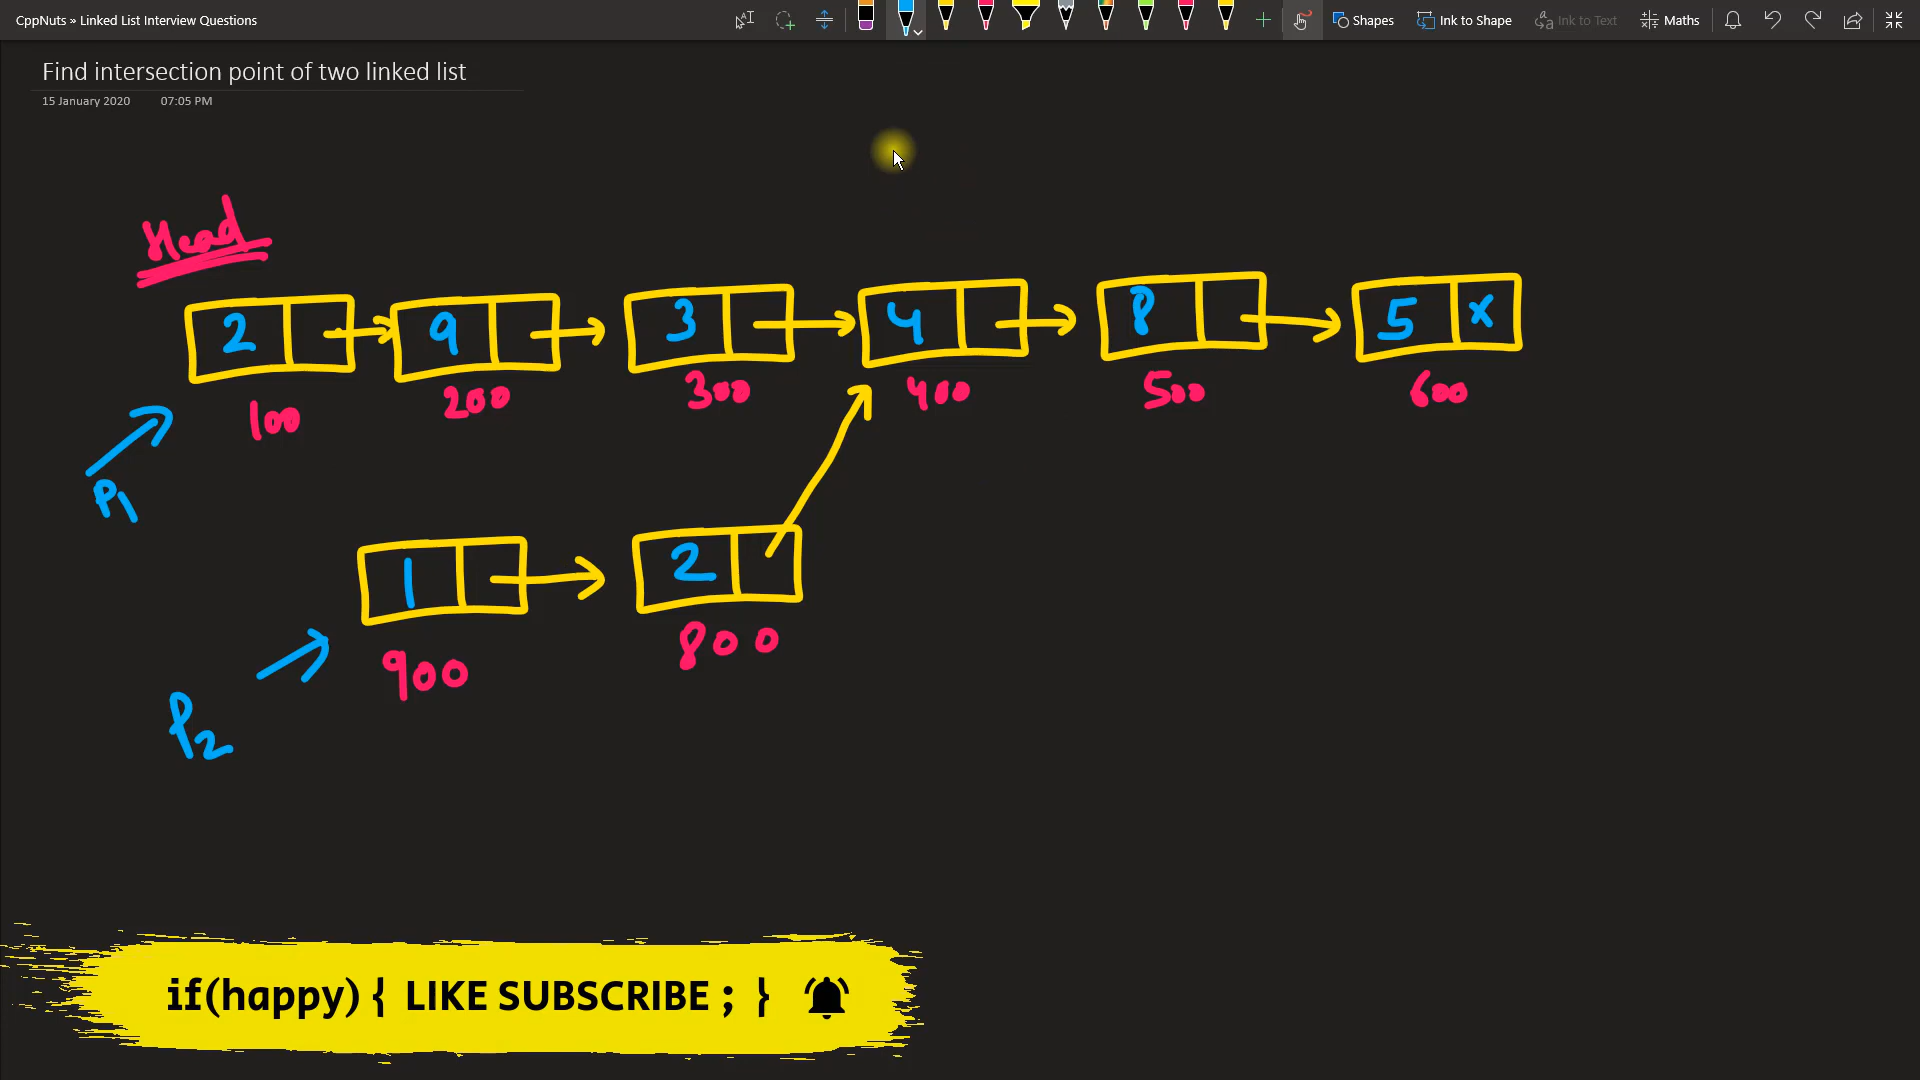 CppNuts » Linked List Interview Questions
Shapes Ink to Shape Ink to Text Maths
Find intersection point of two linked list
15 January 2020 07:05 PM
Head
2 9 3 4 8 5 x
100 200 300 400 500 600
P1
1 2
900 800
P2
if(happy) { LIKE SUBSCRIBE ; }